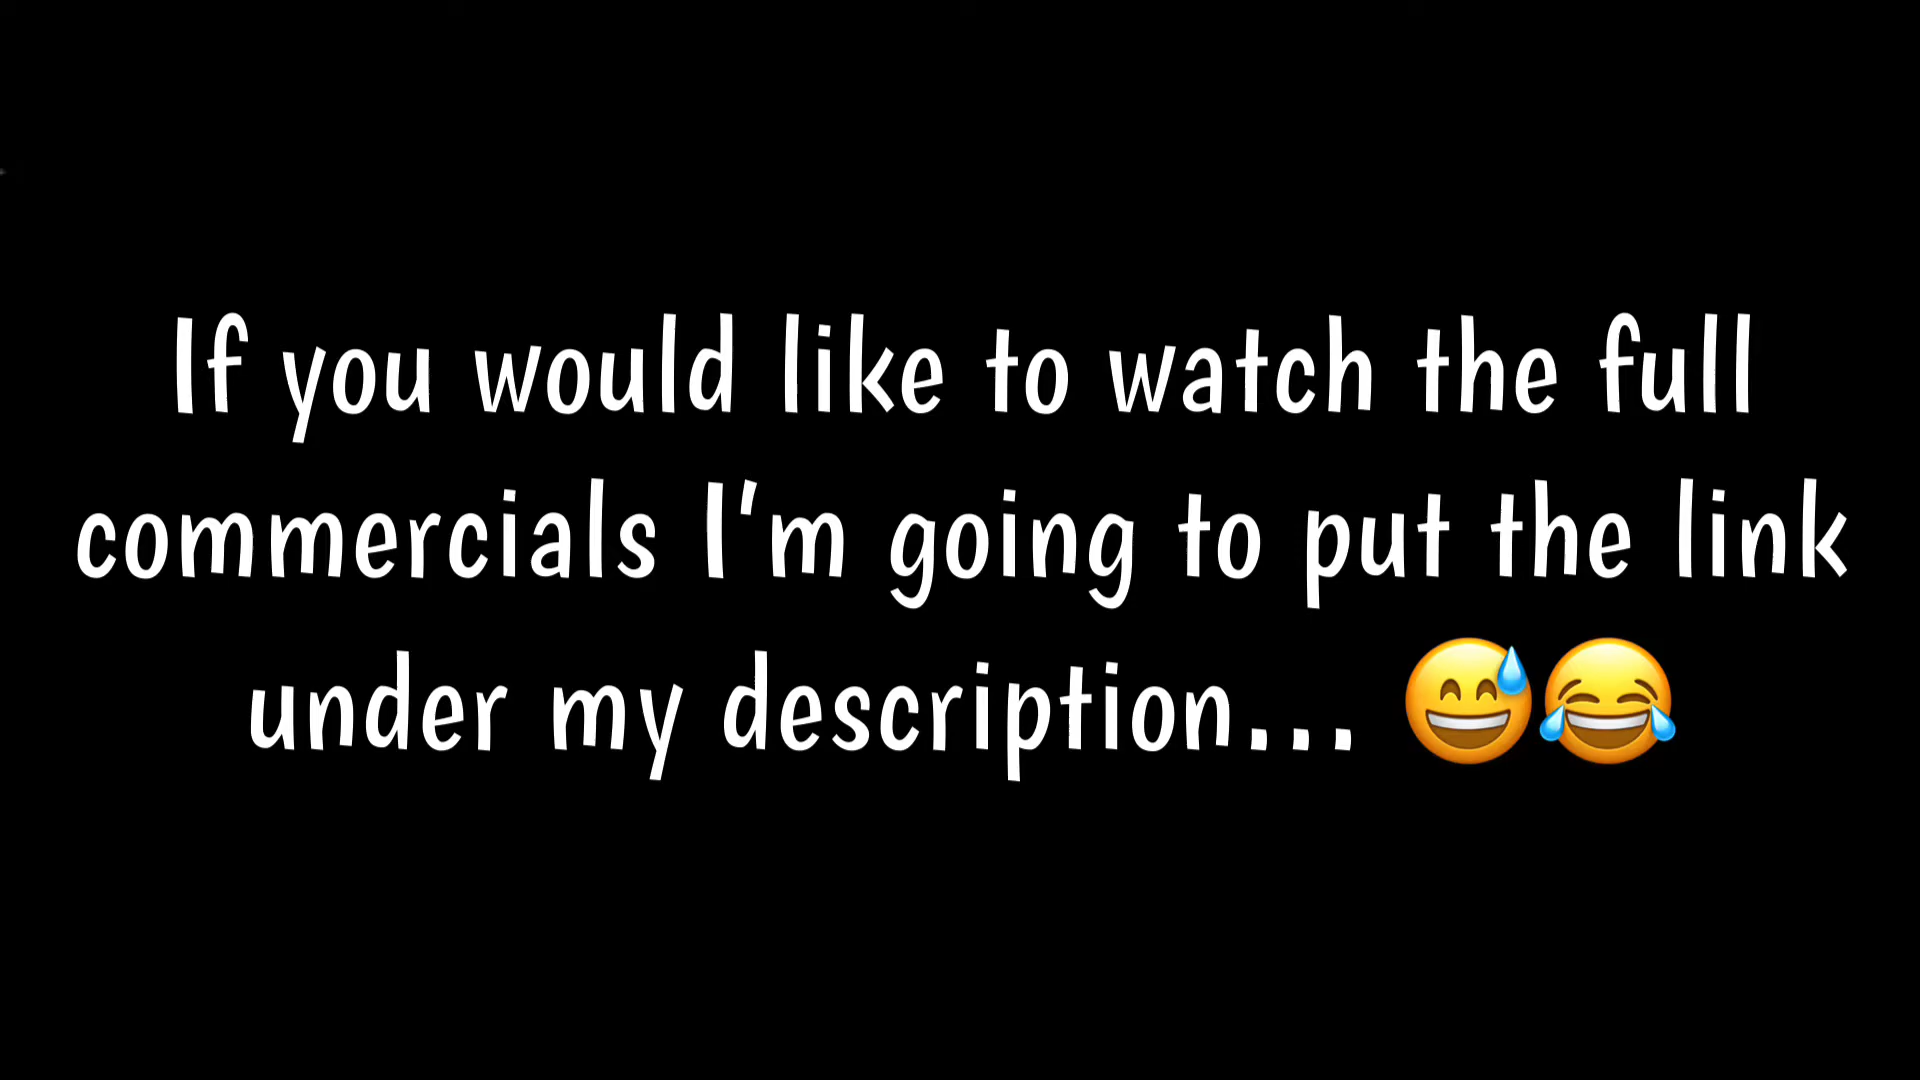 If you would like to watch the full
commercials I'm going to put the link
under my description... 😅😂